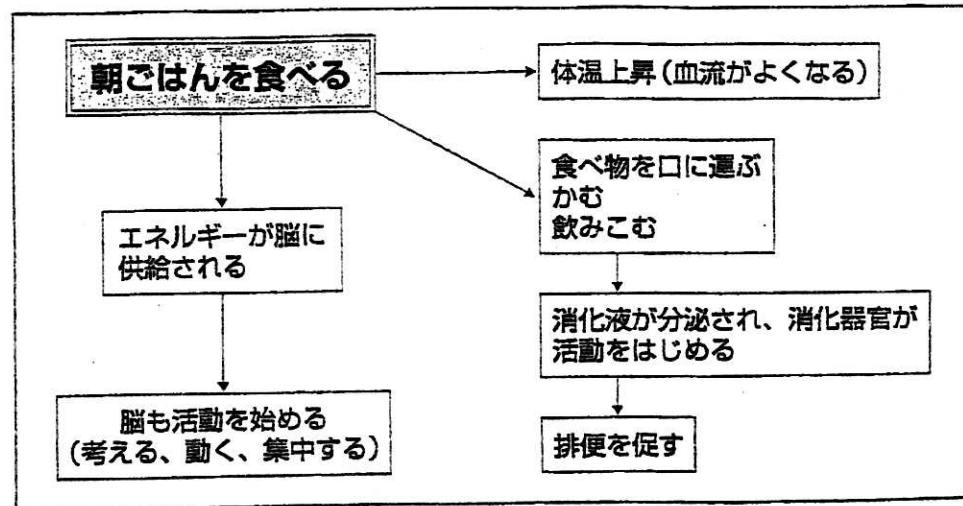 朝ごはんを食べる
体温上昇(血流がよくなる)
食べ物を口に運ぶ
かむ
飲みこむ
エネルギーが脳に
供給される
消化液が分泌され、消化器官が
活動をはじめる
脳も活動を始める
(考える、動く、集中する)
排便を促す